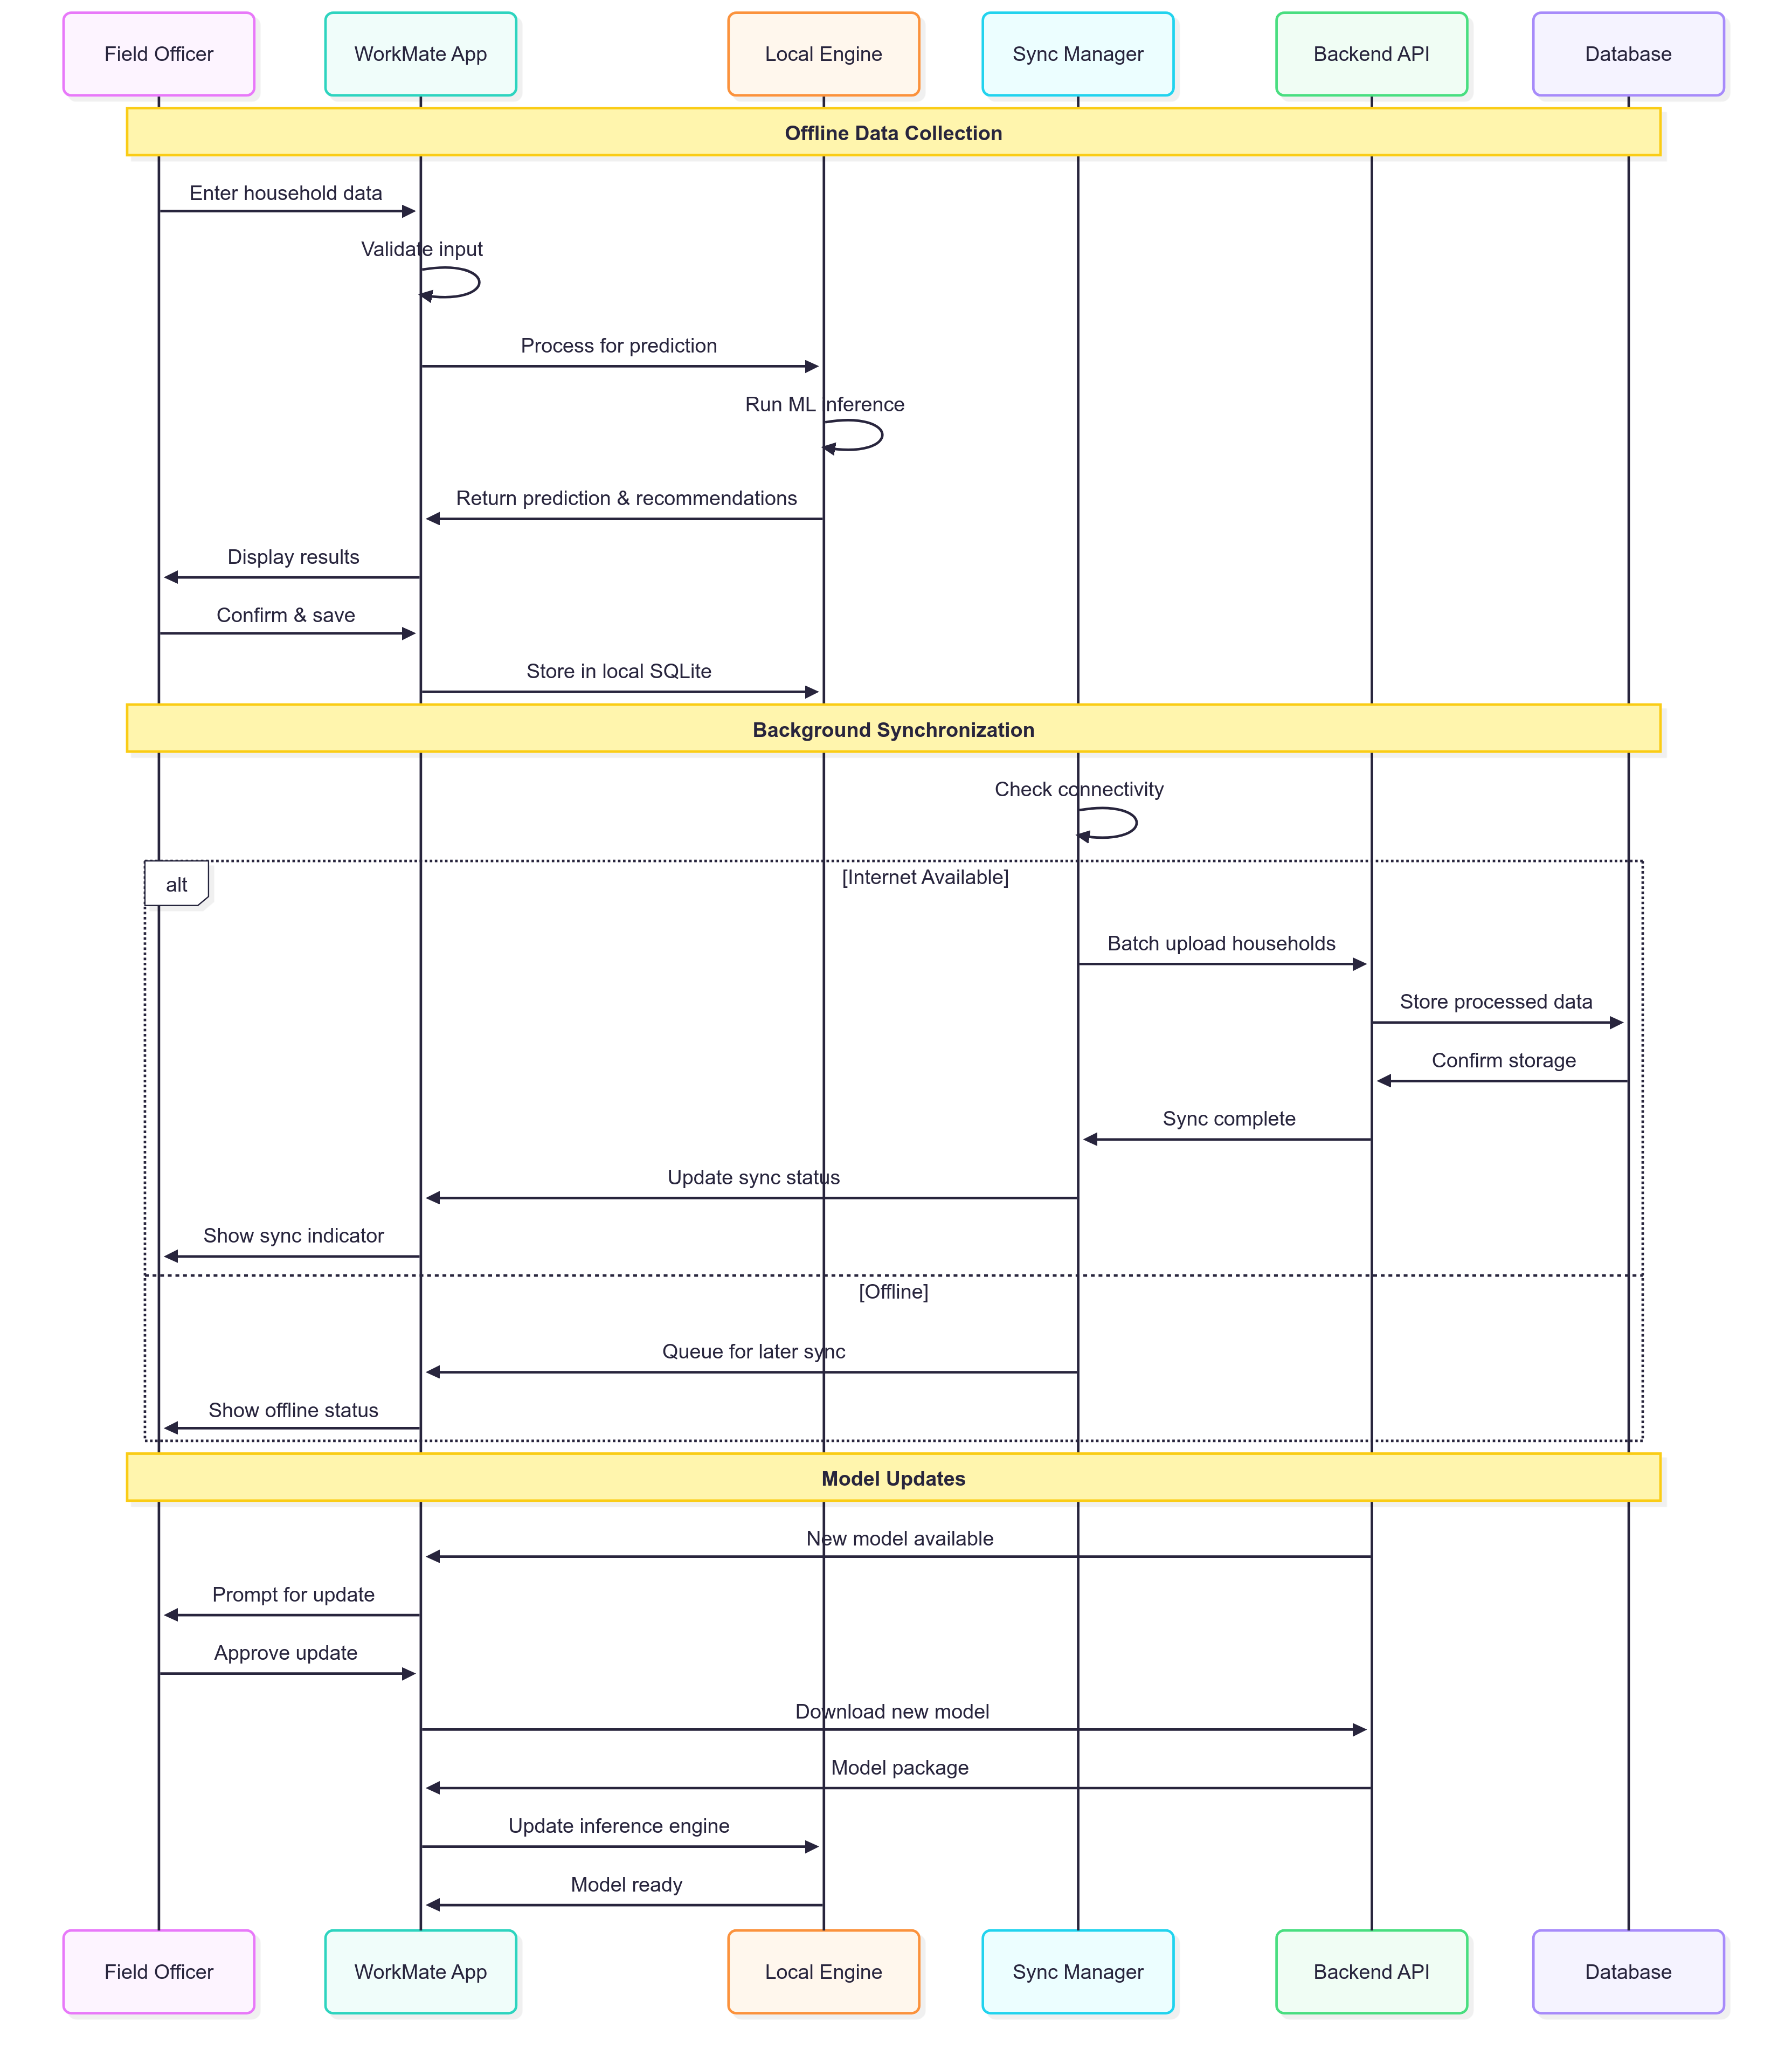 Field Officer
WorkMate App
Local Engine
Sync Manager
Backend API
Database
Offline Data Collection
Enter household data
Validate input
Process for prediction
Run ML inference
Return prediction & recommendations
Display results
Confirm & save
Store in local SQLite
Background Synchronization
Check connectivity
alt
[Internet Available]
Batch upload households
Store processed data
Confirm storage
Sync complete
Update sync status
Show sync indicator
[Offline]
Queue for later sync
Show offline status
Model Updates
New model available
Prompt for update
Approve update
Download new model
Model package
Update inference engine
Model ready
Field Officer
WorkMate App
Local Engine
Sync Manager
Backend API
Database